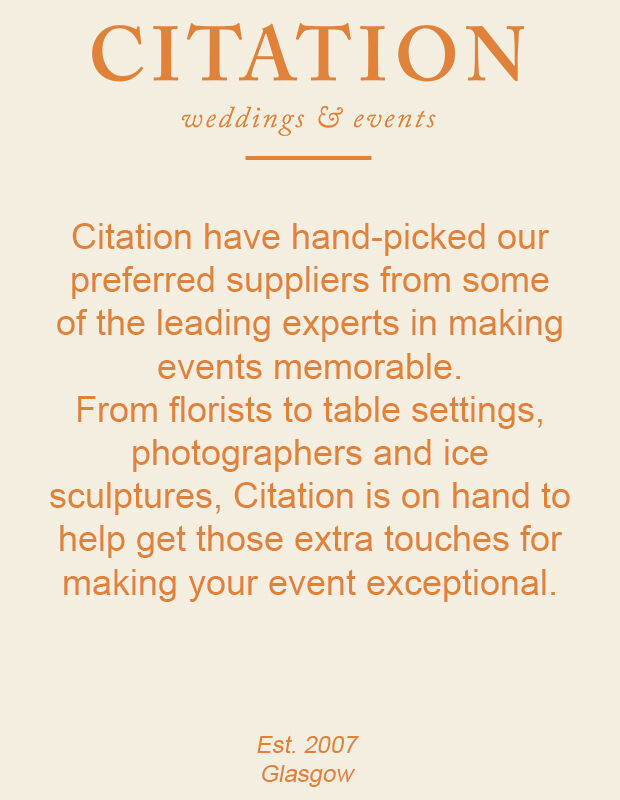 CITATION
weddings & events
Citation have hand-picked our
preferred suppliers from some
of the leading experts in making
events memorable.
From florists to table settings,
photographers and ice
sculptures, Citation is on hand to
help get those extra touches for
making your event exceptional.
Est. 2007
Glasgow